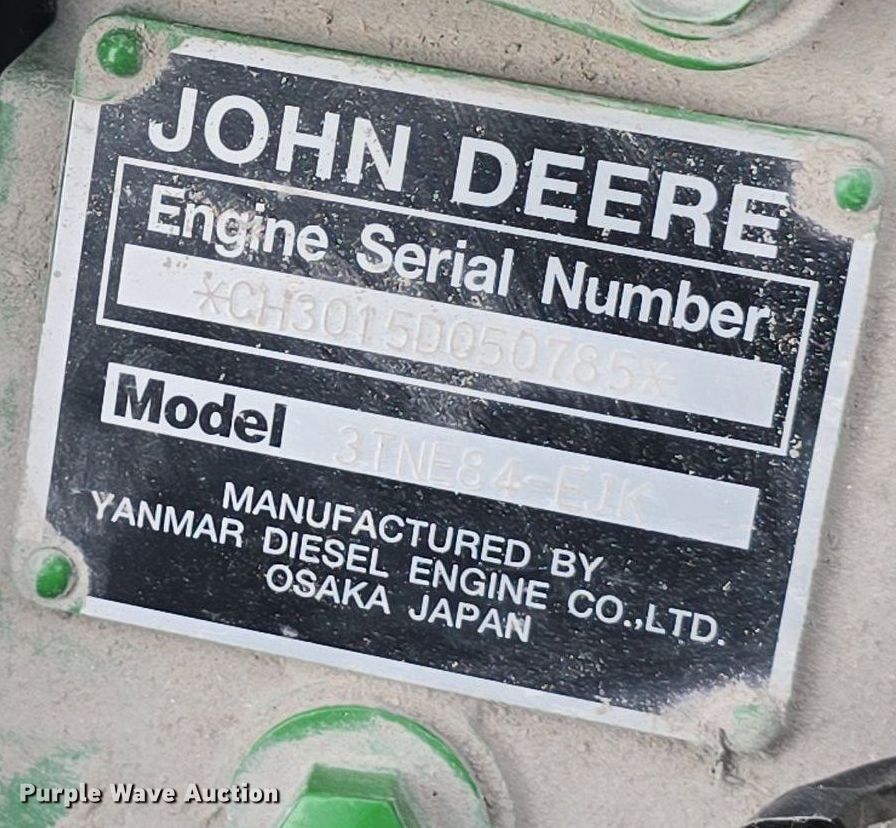 JOHN DEERE
Engine Serial Number
*CH3015D050785*
Model 3TNE84-EJK
MANUFACTURED BY
YANMAR DIESEL ENGINE CO.,LTD.
OSAKA JAPAN
Purple Wave Auction